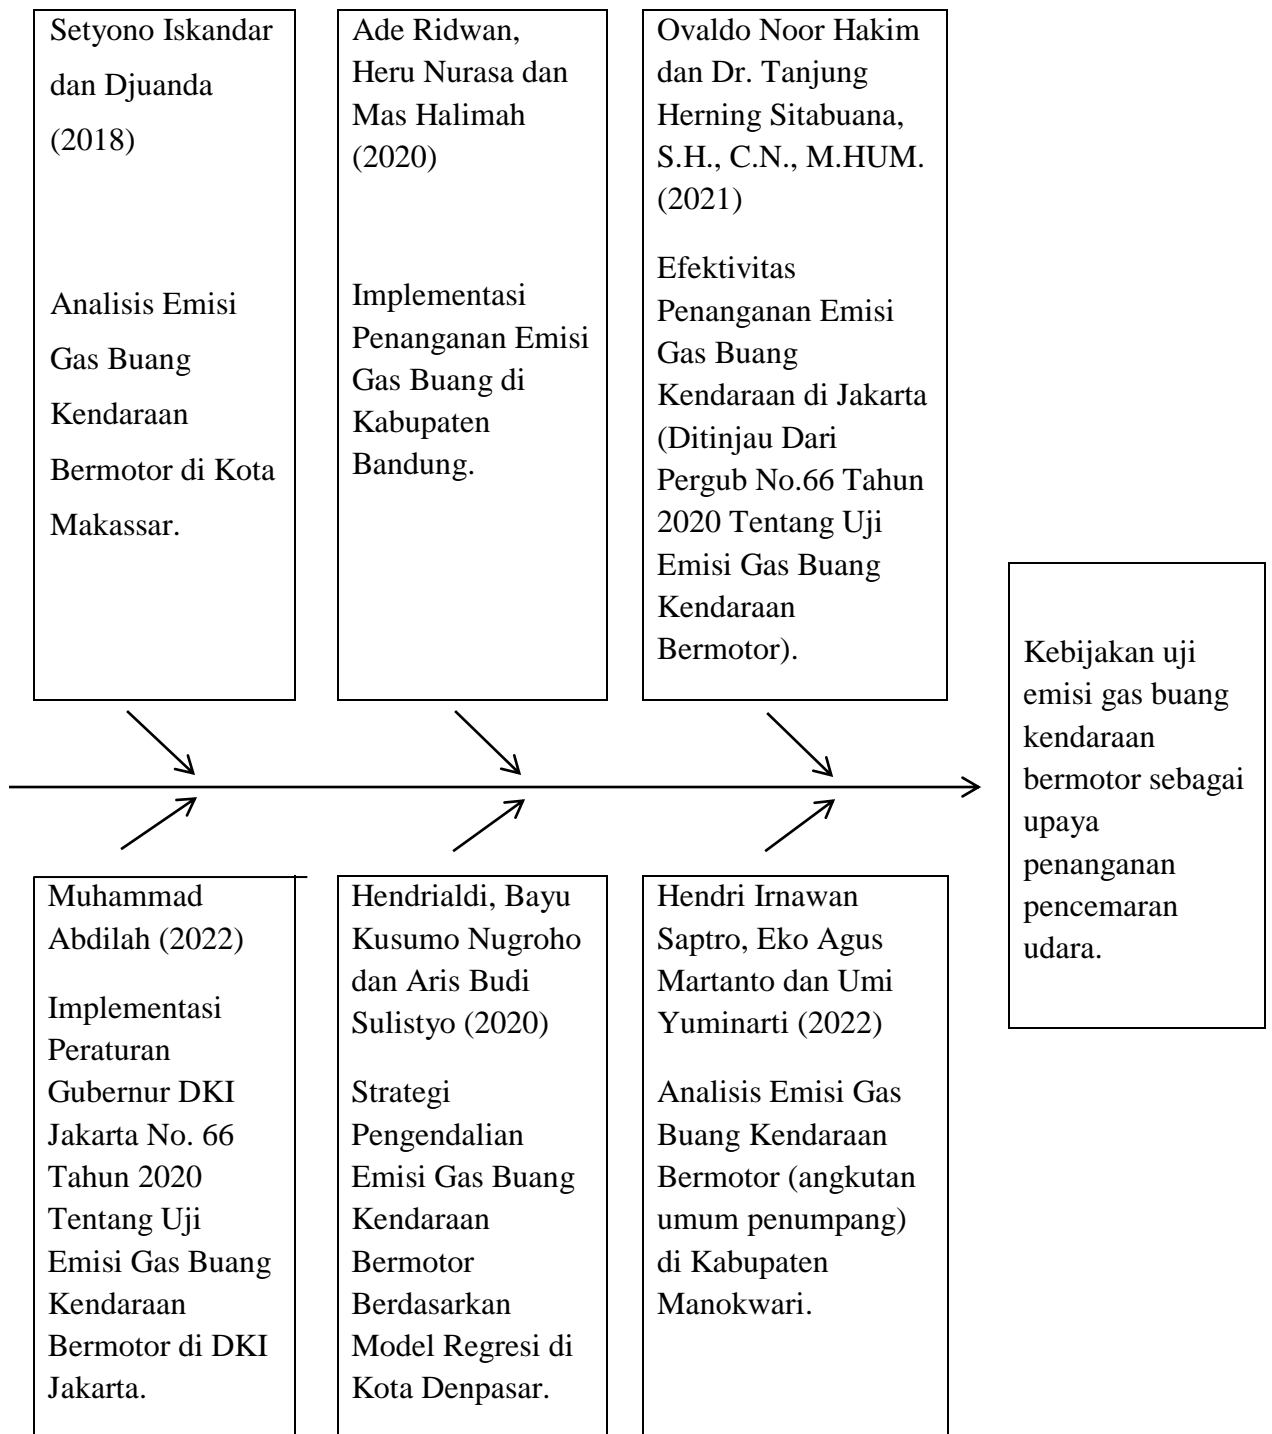 Setyono Iskandar
dan Djuanda
(2018)
Analisis Emisi
Gas Buang
Kendaraan
Bermotor di Kota
Makassar.
Ade Ridwan,
Heru Nurasa dan
Mas Halimah
(2020)
Implementasi
Penanganan Emisi
Gas Buang di
Kabupaten
Bandung.
Ovaldo Noor Hakim
dan Dr. Tanjung
Herning Sitabuana,
S.H., C.N., M.HUM.
(2021)
Efektivitas
Penanganan Emisi
Gas Buang
Kendaraan di Jakarta
(Ditinjau Dari
Pergub No.66 Tahun
2020 Tentang Uji
Emisi Gas Buang
Kendaraan
Bermotor).
Kebijakan uji
emisi gas buang
kendaraan
bermotor sebagai
upaya
penanganan
pencemaran
udara.
Muhammad
Abdilah (2022)
Implementasi
Peraturan
Gubernur DKI
Jakarta No. 66
Tahun 2020
Tentang Uji
Emisi Gas Buang
Kendaraan
Bermotor di DKI
Jakarta.
Hendrialdi, Bayu
Kusumo Nugroho
dan Aris Budi
Sulistyo (2020)
Strategi
Pengendalian
Emisi Gas Buang
Kendaraan
Bermotor
Berdasarkan
Model Regresi di
Kota Denpasar.
Hendri Irnawan
Saptro, Eko Agus
Martanto dan Umi
Yuminarti (2022)
Analisis Emisi Gas
Buang Kendaraan
Bermotor (angkutan
umum penumpang)
di Kabupaten
Manokwari.